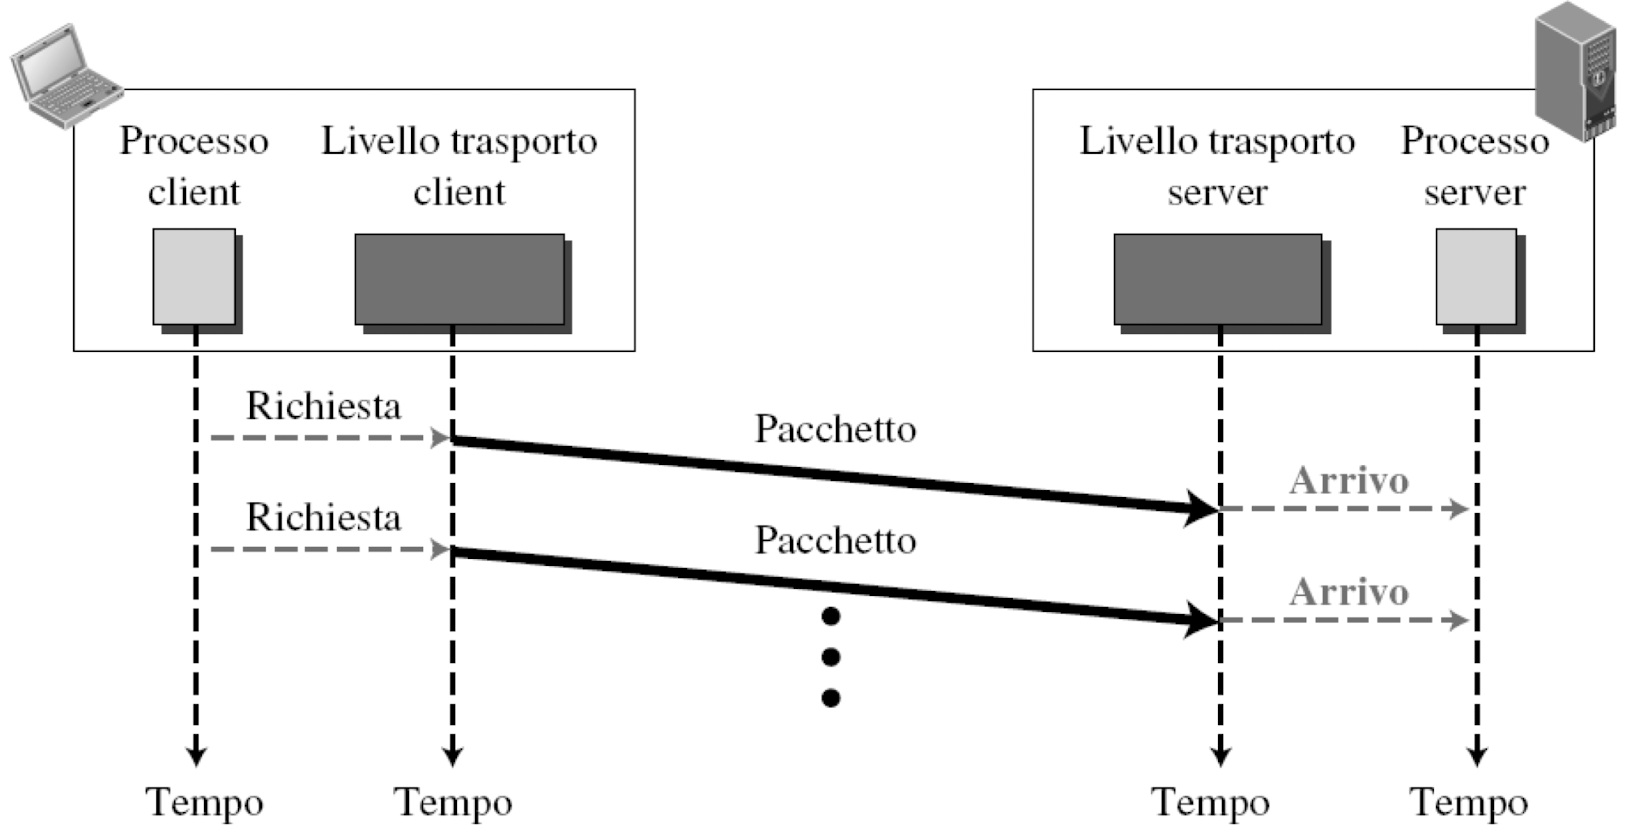 Processo
client
Livello trasporto
client
Livello trasporto
server
Processo
server
Richiesta
Pacchetto
Arrivo
Richiesta
Pacchetto
Arrivo
Tempo
Tempo
Tempo
Tempo